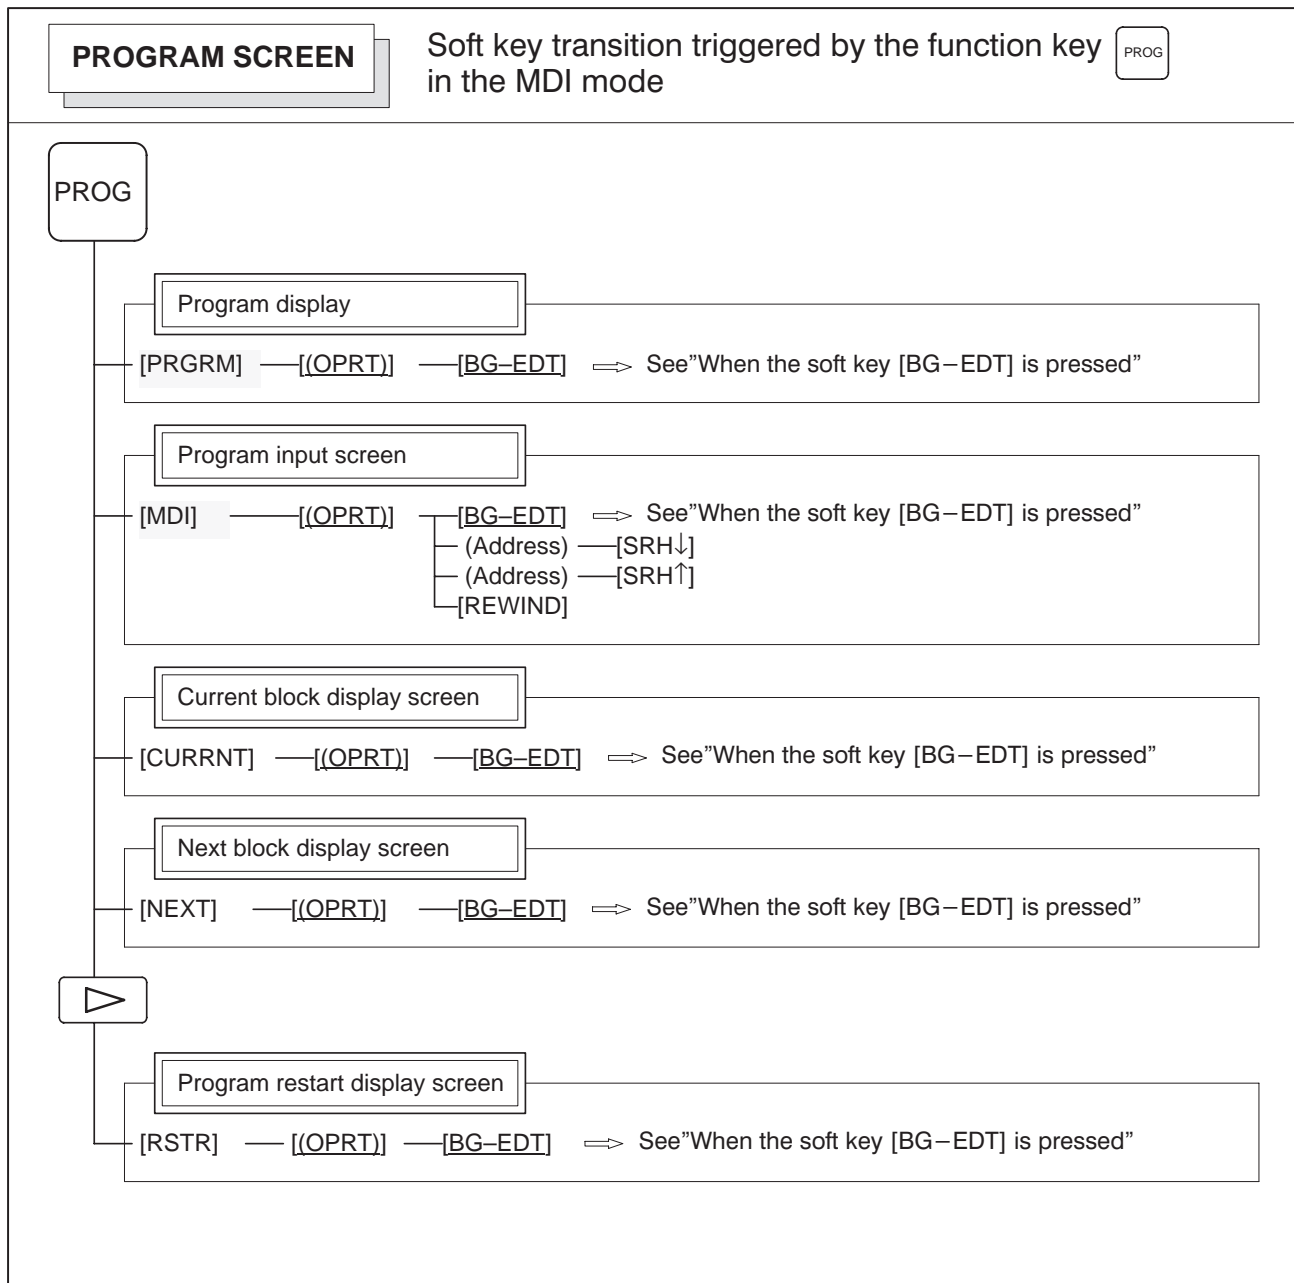 PROGRAM SCREEN
Soft key transition triggered by the function key PROG
in the MDI mode
PROG
Program display
[PRGRM] [(OPRT)] [BG–EDT] See”When the soft key [BG−EDT] is pressed”
Program input screen
[MDI] [(OPRT)] [BG–EDT] See”When the soft key [BG−EDT] is pressed”
(Address) [SRH↓]
(Address) [SRH↑]
[REWIND]
Current block display screen
[CURRNT] [(OPRT)] [BG–EDT] See”When the soft key [BG−EDT] is pressed”
Next block display screen
[NEXT] [(OPRT)] [BG–EDT] See”When the soft key [BG−EDT] is pressed”
Program restart display screen
[RSTR] [(OPRT)] [BG–EDT] See”When the soft key [BG−EDT] is pressed”